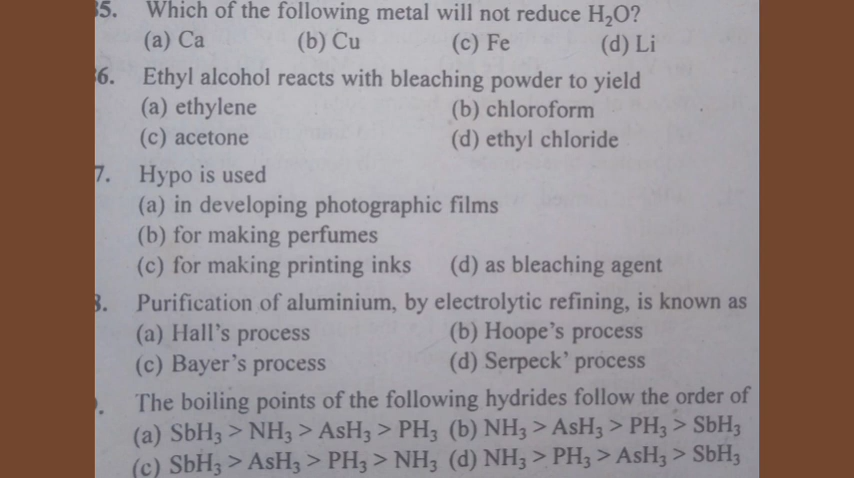 35. Which of the following metal will not reduce H₂O?
(a) Ca (b) Cu (c) Fe (d) Li
36. Ethyl alcohol reacts with bleaching powder to yield
(a) ethylene (b) chloroform
(c) acetone (d) ethyl chloride
7. Hypo is used
(a) in developing photographic films
(b) for making perfumes
(c) for making printing inks (d) as bleaching agent
8. Purification of aluminium, by electrolytic refining, is known as
(a) Hall's process (b) Hoope's process
(c) Bayer's process (d) Serpeck' process
. The boiling points of the following hydrides follow the order of
(a) SbH₃ > NH₃ > AsH₃ > PH₃ (b) NH₃ > AsH₃ > PH₃ > SbH₃
(c) SbH₃ > AsH₃ > PH₃ > NH₃ (d) NH₃ > PH₃ > AsH₃ > SbH₃